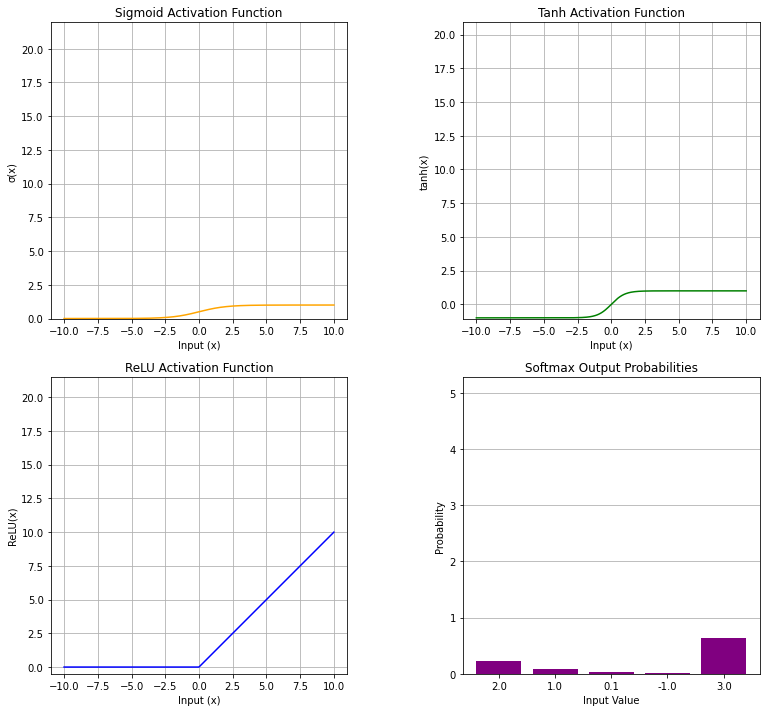 Sigmoid Activation Function
20.0
17.5
15.0
12.5
10.0
7.5
5.0
2.5
0
σ(x)
−10.0 −7.5 −5.0 −2.5 0.0 2.5 5.0 7.5 10.0
Input (x)
Tanh Activation Function
20.0
17.5
15.0
12.5
10.0
7.5
5.0
2.5
0.0
tanh(x)
−10.0 −7.5 −5.0 −2.5 0.0 2.5 5.0 7.5 10.0
Input (x)
ReLU Activation Function
20.0
17.5
15.0
12.5
10.0
7.5
5.0
2.5
0.0
ReLU(x)
−10.0 −7.5 −5.0 −2.5 0.0 2.5 5.0 7.5 10.0
Input (x)
Softmax Output Probabilities
5
4
3
2
1
0
Probability
2.0 1.0 0.1 -1.0 3.0
Input Value